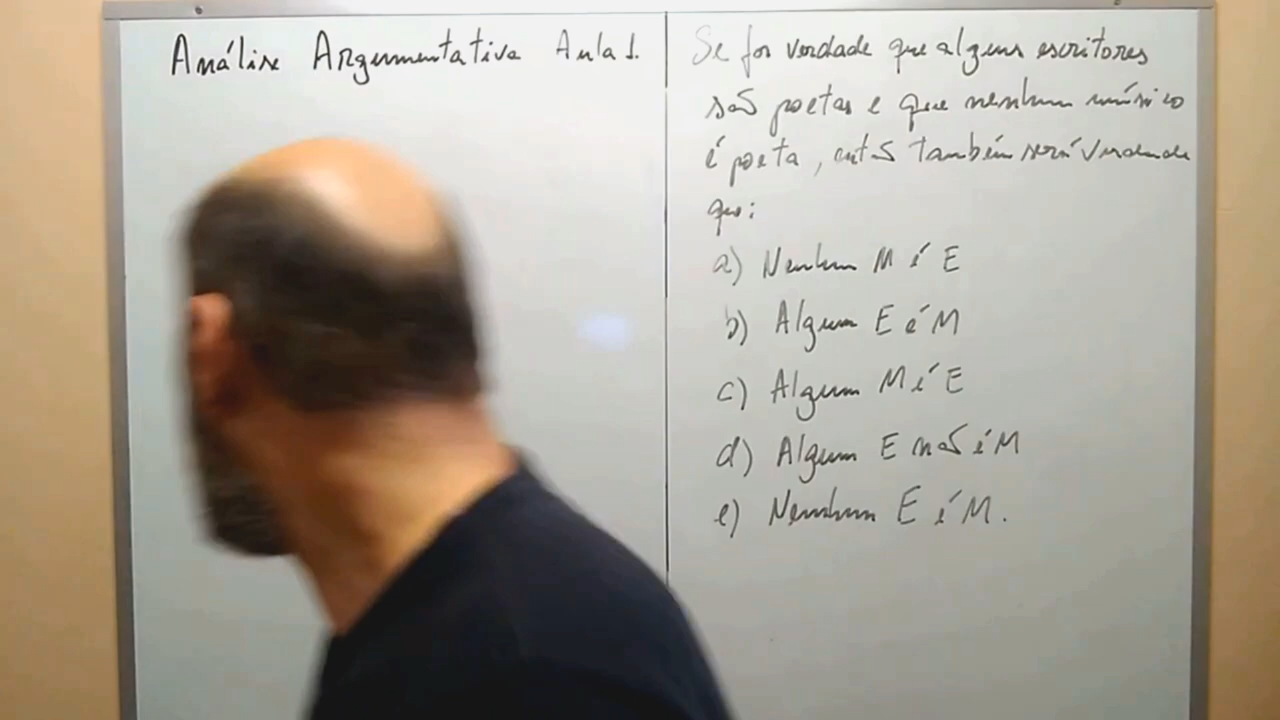 Análise Argumentativa Aula 1.
Se for verdade que alguns escritores
são poetas e que nenhum músico
é poeta, então também será verdade
que:
a) Nenhum M é E
b) Algum E é M
c) Algum M é E
d) Algum E não é M
e) Nenhum E é M.